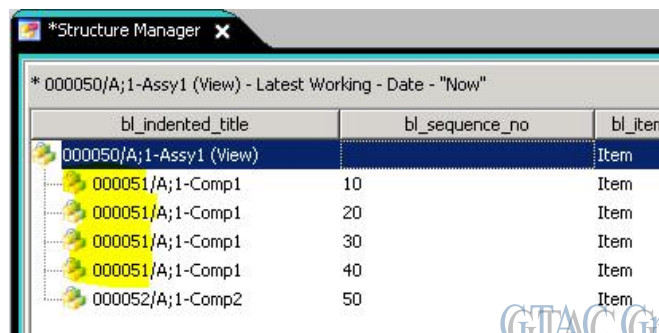 *Structure Manager
* 000050/A;1-Assy1 (View) - Latest Working - Date - "Now"
bl_indented_title bl_sequence_no bl_item
000050/A;1-Assy1 (View) Item
000051/A;1-Comp1 10 Item
000051/A;1-Comp1 20 Item
000051/A;1-Comp1 30 Item
000051/A;1-Comp1 40 Item
000052/A;1-Comp2 50 Item
GTAC